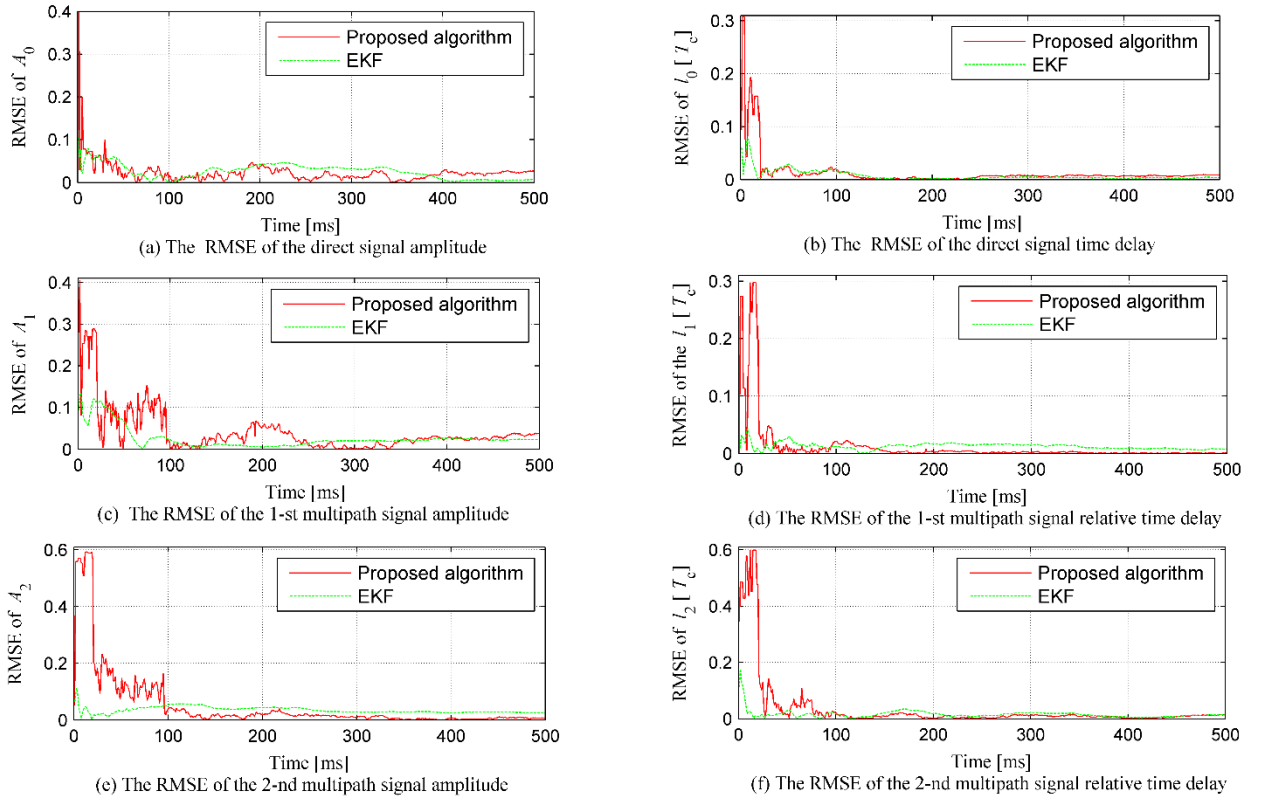 0.4
0.3
0.2
0.1
0
RMSE of A0
Proposed algorithm
EKF
0 100 200 300 400 500
Time [ms]
(a) The RMSE of the direct signal amplitude
0.3
0.2
0.1
0
RMSE of l0 [Tc]
Proposed algorithm
EKF
0 100 200 300 400 500
Time [ms]
(b) The RMSE of the direct signal time delay
0.4
0.3
0.2
0.1
0
RMSE of A1
Proposed algorithm
EKF
0 100 200 300 400 500
Time [ms]
(c) The RMSE of the 1-st multipath signal amplitude
0.3
0.2
0.1
0
RMSE of the l1 [Tc]
Proposed algorithm
EKF
0 100 200 300 400 500
Time [ms]
(d) The RMSE of the 1-st multipath signal relative time delay
0.6
0.4
0.2
0
RMSE of A2
Proposed algorithm
EKF
0 100 200 300 400 500
Time [ms]
(e) The RMSE of the 2-nd multipath signal amplitude
0.6
0.4
0.2
0
RMSE of l2 [Tc]
Proposed algorithm
EKF
0 100 200 300 400 500
Time [ms]
(f) The RMSE of the 2-nd multipath signal relative time delay